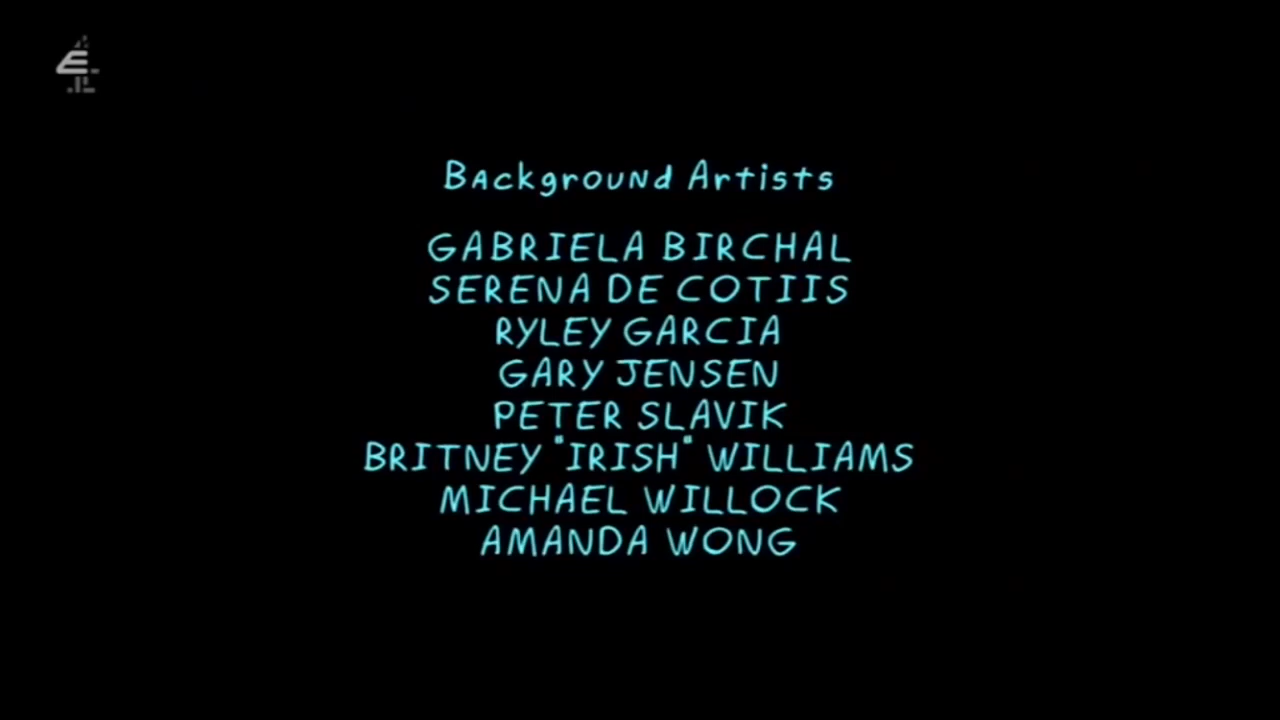 E4
Background Artists
GABRIELA BIRCHAL
SERENA DE COTIIS
RYLEY GARCIA
GARY JENSEN
PETER SLAVIK
BRITNEY "IRISH" WILLIAMS
MICHAEL WILLOCK
AMANDA WONG